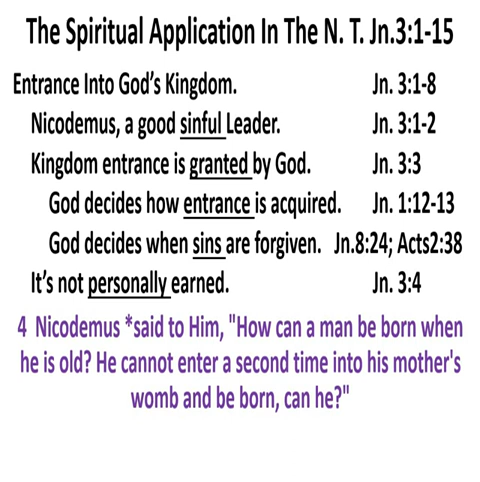 The Spiritual Application In The N. T. Jn.3:1-15
Entrance Into God's Kingdom. Jn. 3:1-8
Nicodemus, a good sinful Leader. Jn. 3:1-2
Kingdom entrance is granted by God. Jn. 3:3
God decides how entrance is acquired. Jn. 1:12-13
God decides when sins are forgiven. Jn.8:24; Acts2:38
It's not personally earned. Jn. 3:4
4 Nicodemus *said to Him, "How can a man be born when
he is old? He cannot enter a second time into his mother's
womb and be born, can he?"